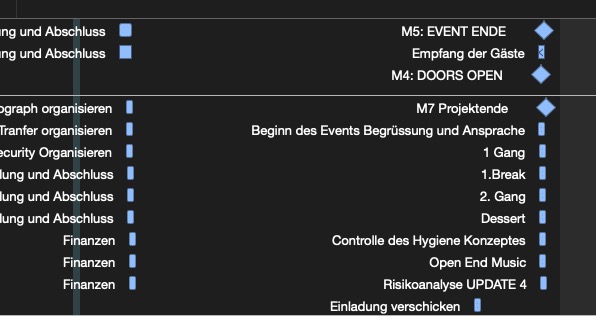 ng und Abschluss M5: EVENT ENDE
ng und Abschluss Empfang der Gäste
M4: DOORS OPEN
ograph organisieren M7 Projektende
Tranfer organisieren Beginn des Events Begrüssung und Ansprache
ecurity Organisieren 1 Gang
lung und Abschluss 1.Break
lung und Abschluss 2. Gang
lung und Abschluss Dessert
Finanzen Controlle des Hygiene Konzeptes
Finanzen Open End Music
Finanzen Risikoanalyse UPDATE 4
Einladung verschicken